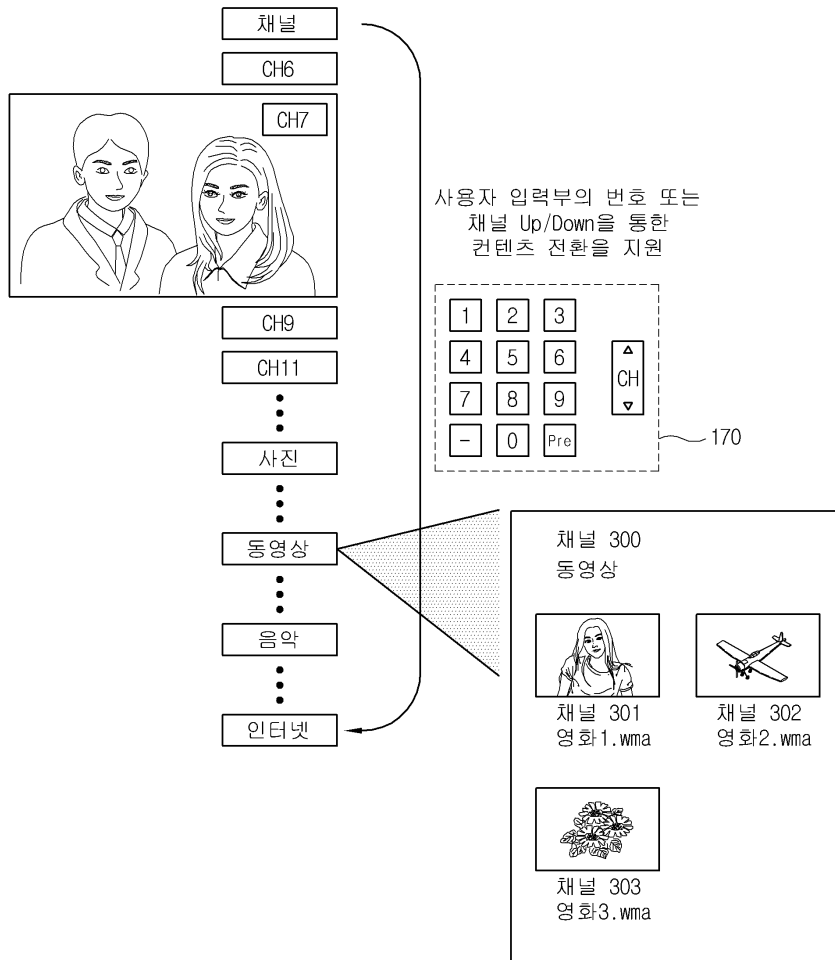 채널
CH6
CH7
CH9
CH11
사진
동영상
음악
인터넷
사용자 입력부의 번호 또는
채널 Up/Down을 통한
컨텐츠 전환을 지원
1 2 3
4 5 6
7 8 9
- 0 Pre
CH
170
채널 300
동영상
채널 301
영화1.wma
채널 302
영화2.wma
채널 303
영화3.wma